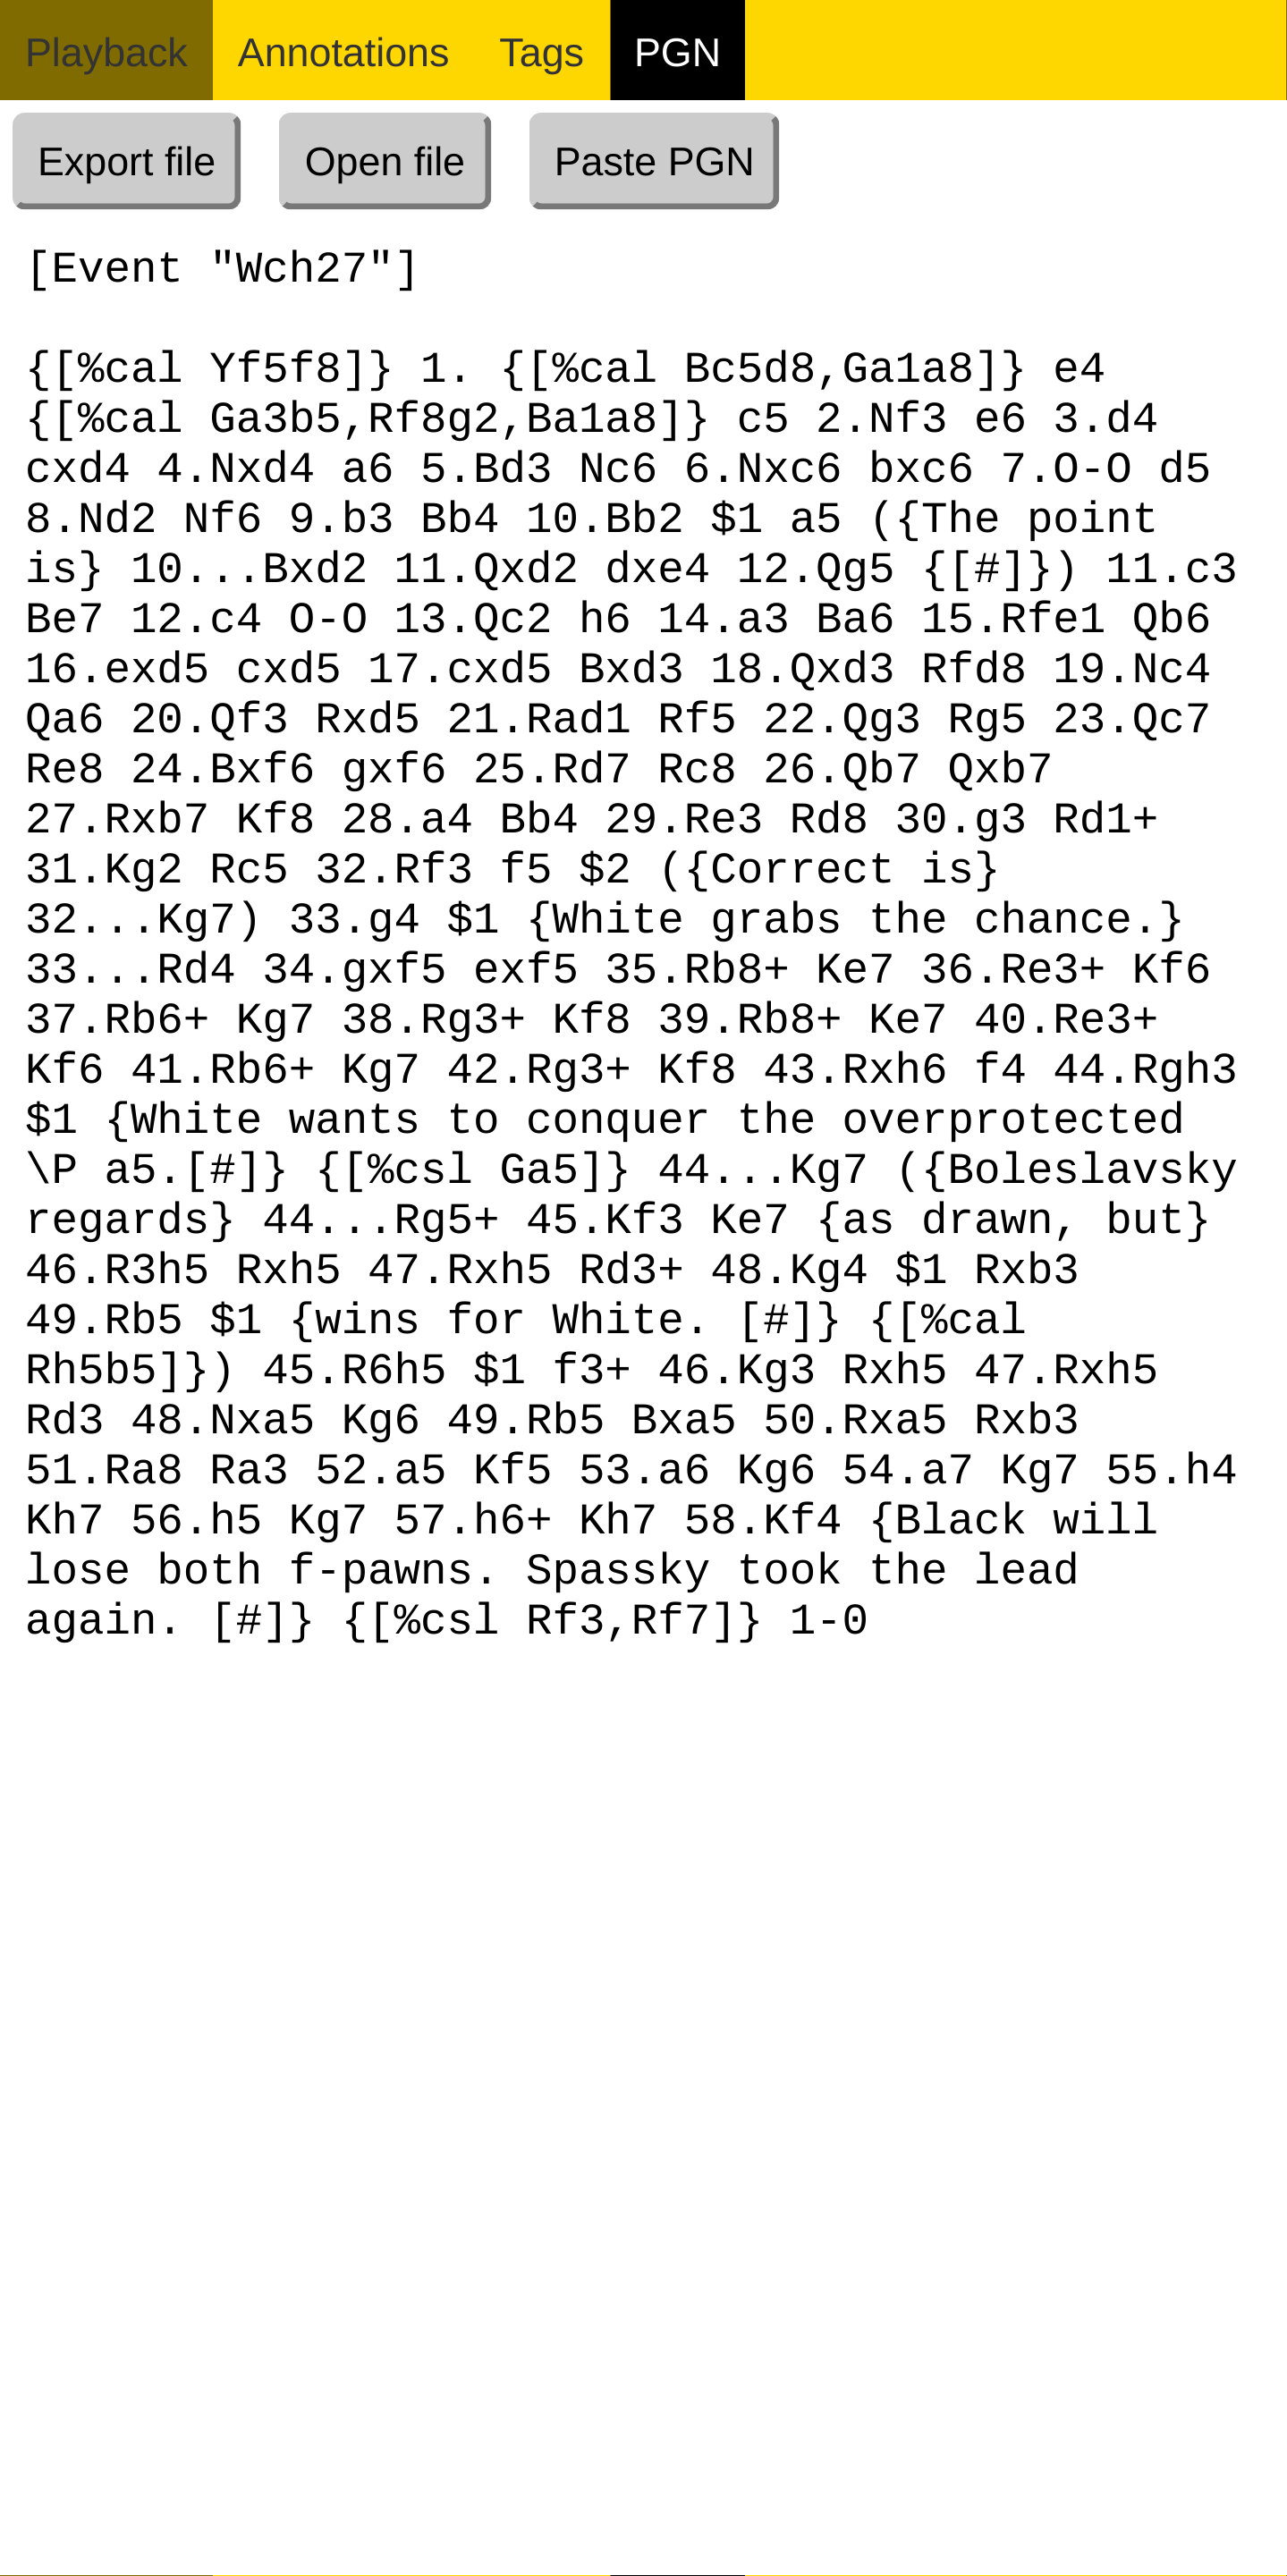 Playback Annotations Tags PGN
Export file Open file Paste PGN
[Event "Wch27"]
{[%cal Yf5f8]} 1. {[%cal Bc5d8,Ga1a8]} e4
{[%cal Ga3b5,Rf8g2,Ba1a8]} c5 2.Nf3 e6 3.d4
cxd4 4.Nxd4 a6 5.Bd3 Nc6 6.Nxc6 bxc6 7.O-O d5
8.Nd2 Nf6 9.b3 Bb4 10.Bb2 $1 a5 ({The point
is} 10...Bxd2 11.Qxd2 dxe4 12.Qg5 {[#]}) 11.c3
Be7 12.c4 O-O 13.Qc2 h6 14.a3 Ba6 15.Rfe1 Qb6
16.exd5 cxd5 17.cxd5 Bxd3 18.Qxd3 Rfd8 19.Nc4
Qa6 20.Qf3 Rxd5 21.Rad1 Rf5 22.Qg3 Rg5 23.Qc7
Re8 24.Bxf6 gxf6 25.Rd7 Rc8 26.Qb7 Qxb7
27.Rxb7 Kf8 28.a4 Bb4 29.Re3 Rd8 30.g3 Rd1+
31.Kg2 Rc5 32.Rf3 f5 $2 ({Correct is}
32...Kg7) 33.g4 $1 {White grabs the chance.}
33...Rd4 34.gxf5 exf5 35.Rb8+ Ke7 36.Re3+ Kf6
37.Rb6+ Kg7 38.Rg3+ Kf8 39.Rb8+ Ke7 40.Re3+
Kf6 41.Rb6+ Kg7 42.Rg3+ Kf8 43.Rxh6 f4 44.Rgh3
$1 {White wants to conquer the overprotected
\P a5.[#]} {[%csl Ga5]} 44...Kg7 ({Boleslavsky
regards} 44...Rg5+ 45.Kf3 Ke7 {as drawn, but}
46.R3h5 Rxh5 47.Rxh5 Rd3+ 48.Kg4 $1 Rxb3
49.Rb5 $1 {wins for White. [#]} {[%cal
Rh5b5]}) 45.R6h5 $1 f3+ 46.Kg3 Rxh5 47.Rxh5
Rd3 48.Nxa5 Kg6 49.Rb5 Bxa5 50.Rxa5 Rxb3
51.Ra8 Ra3 52.a5 Kf5 53.a6 Kg6 54.a7 Kg7 55.h4
Kh7 56.h5 Kg7 57.h6+ Kh7 58.Kf4 {Black will
lose both f-pawns. Spassky took the lead
again. [#]} {[%csl Rf3,Rf7]} 1-0